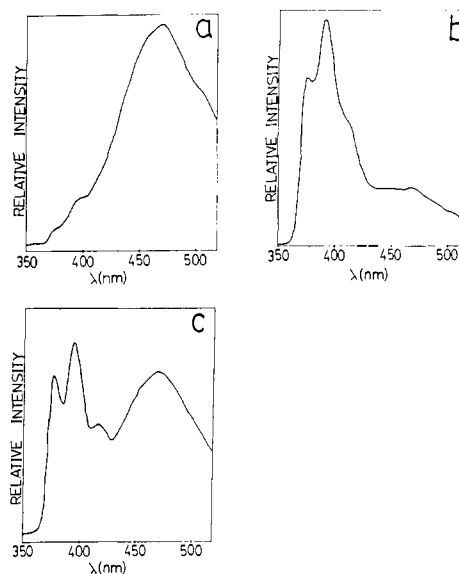 a
RELATIVE INTENSITY
350 400 450 500
λ(nm)
b
RELATIVE INTENSITY
350 400 450 500
λ(nm)
c
RELATIVE INTENSITY
350 400 450 500
λ(nm)